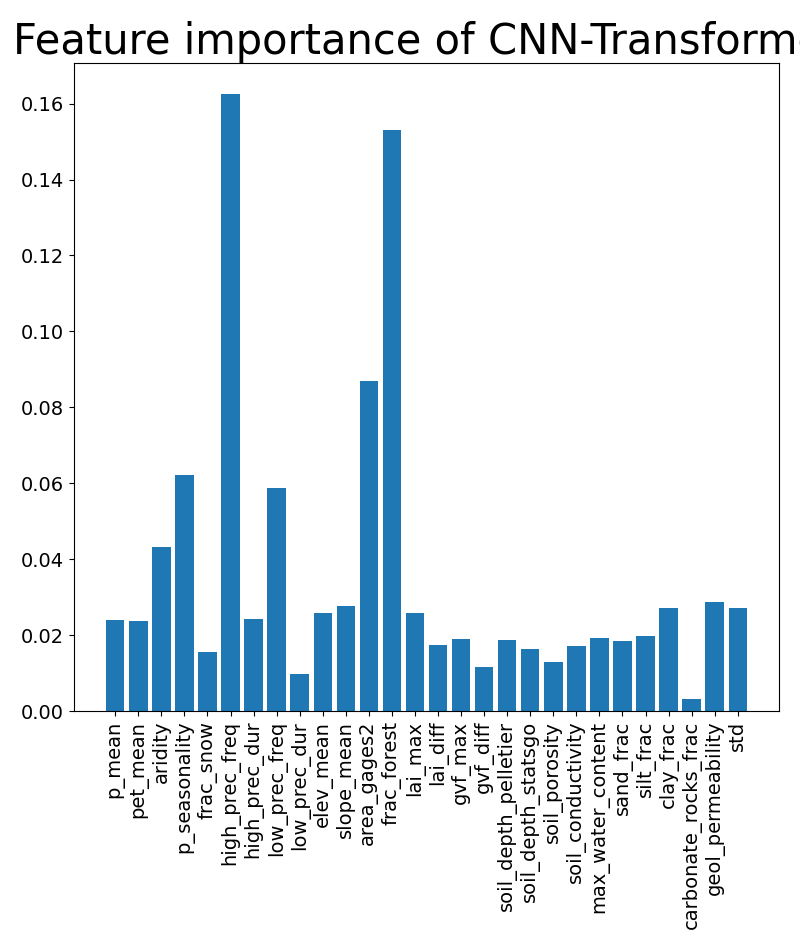 Feature importance of CNN-Transform
0.16
0.14
0.12
0.10
0.08
0.06
0.04
0.02
0.00
p_mean
pet_mean
aridity
p_seasonality
frac_snow
high_prec_freq
high_prec_dur
low_prec_freq
low_prec_dur
elev_mean
slope_mean
area_gages2
frac_forest
lai_max
lai_diff
gvf_max
gvf_diff
soil_depth_pelletier
soil_depth_statsgo
soil_porosity
soil_conductivity
max_water_content
sand_frac
silt_frac
clay_frac
carbonate_rocks_frac
geol_permeability
std